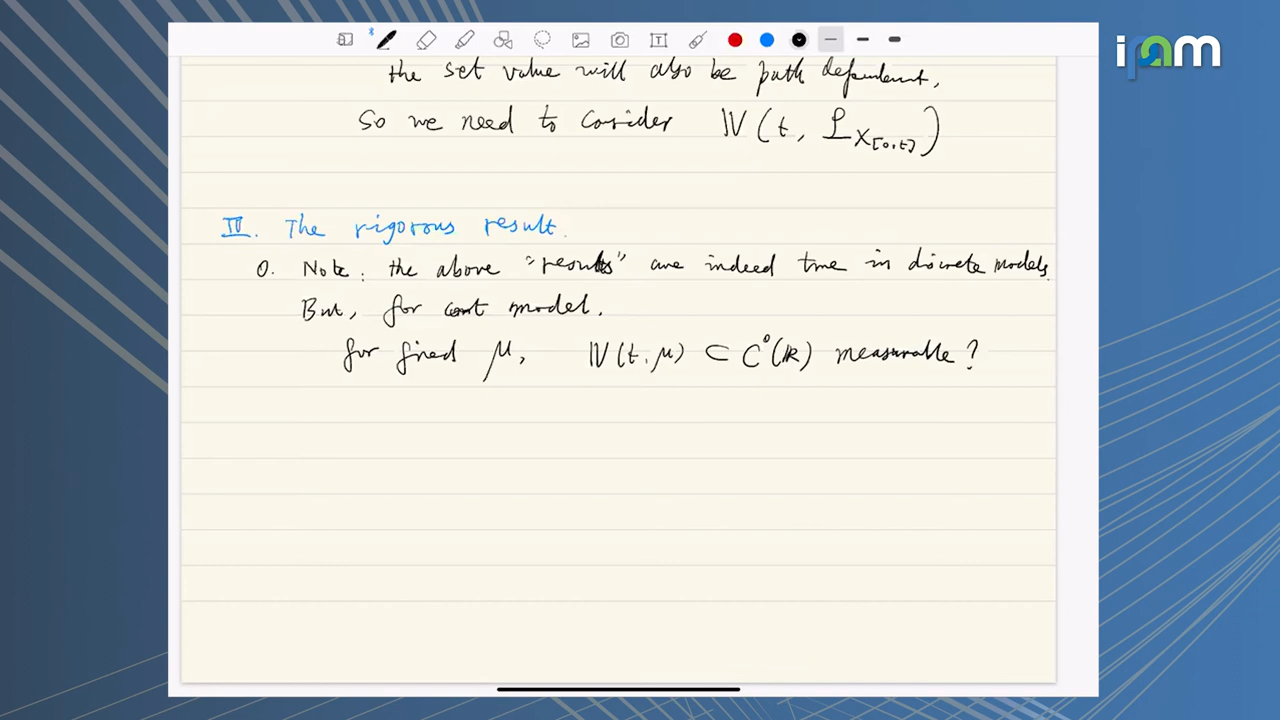 the set value will also be path dependent,
So we need to consider 𝕍(t, ℒ_{X_{[0,t]}})
IV. The rigorous result.
0. Note: the above "results" are indeed true in discrete models.
But, for cont model,
for fixed μ, 𝕍(t, μ) ⊂ C⁰(ℝ) measurable?
ipam